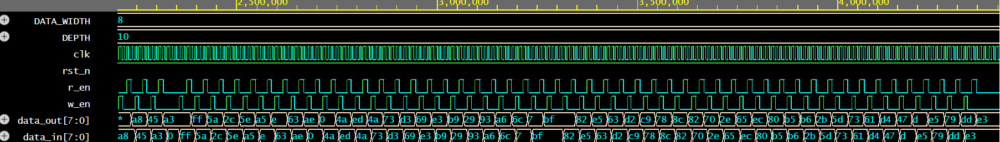 2,500,000 3,000,000 3,500,000 4,000,000
DATA_WIDTH 8
DEPTH 10
clk
rst_n
r_en
w_en
data_out[7:0] * a8 45 a3 ff 5a 2c 5e a5 e 63 ae 0 4a ed 4a 73 d3 69 e3 b9 29 93 a6 6c 7 bf 82 e5 63 d2 c9 78 8c 82 70 2e 65 ec 80 b5 b6 2b 5d 73 61 d4 47 d e5 79 dd e3
data_in[7:0] a8 45 a3 0 ff 5a 2c 5e a5 e 63 ae 0 4a ed 4a 73 d3 69 e3 b9 29 93 a6 6c 7 bf 82 e5 63 d2 c9 78 8c 82 70 2e 65 ec 80 b5 b6 2b 5d 73 61 d4 47 d e5 79 dd e3